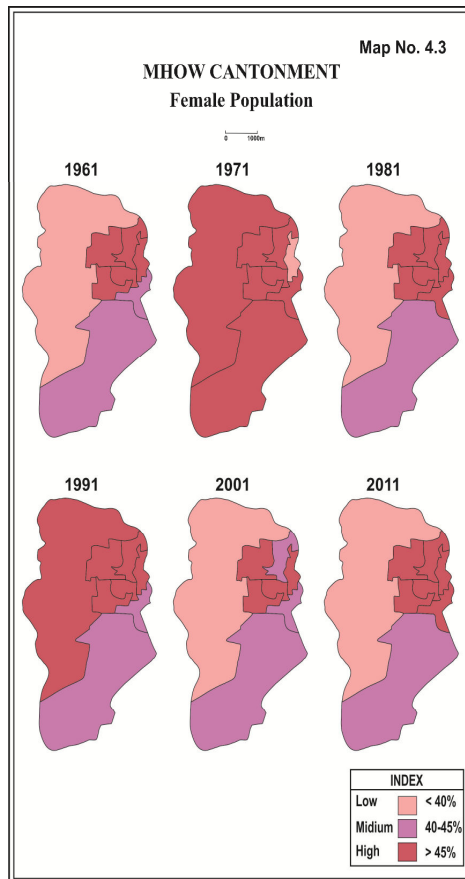 Map No. 4.3
MHOW CANTONMENT
Female Population
0 1000m
1961 1971 1981
1991 2001 2011
INDEX
Low < 40%
Midium 40-45%
High > 45%